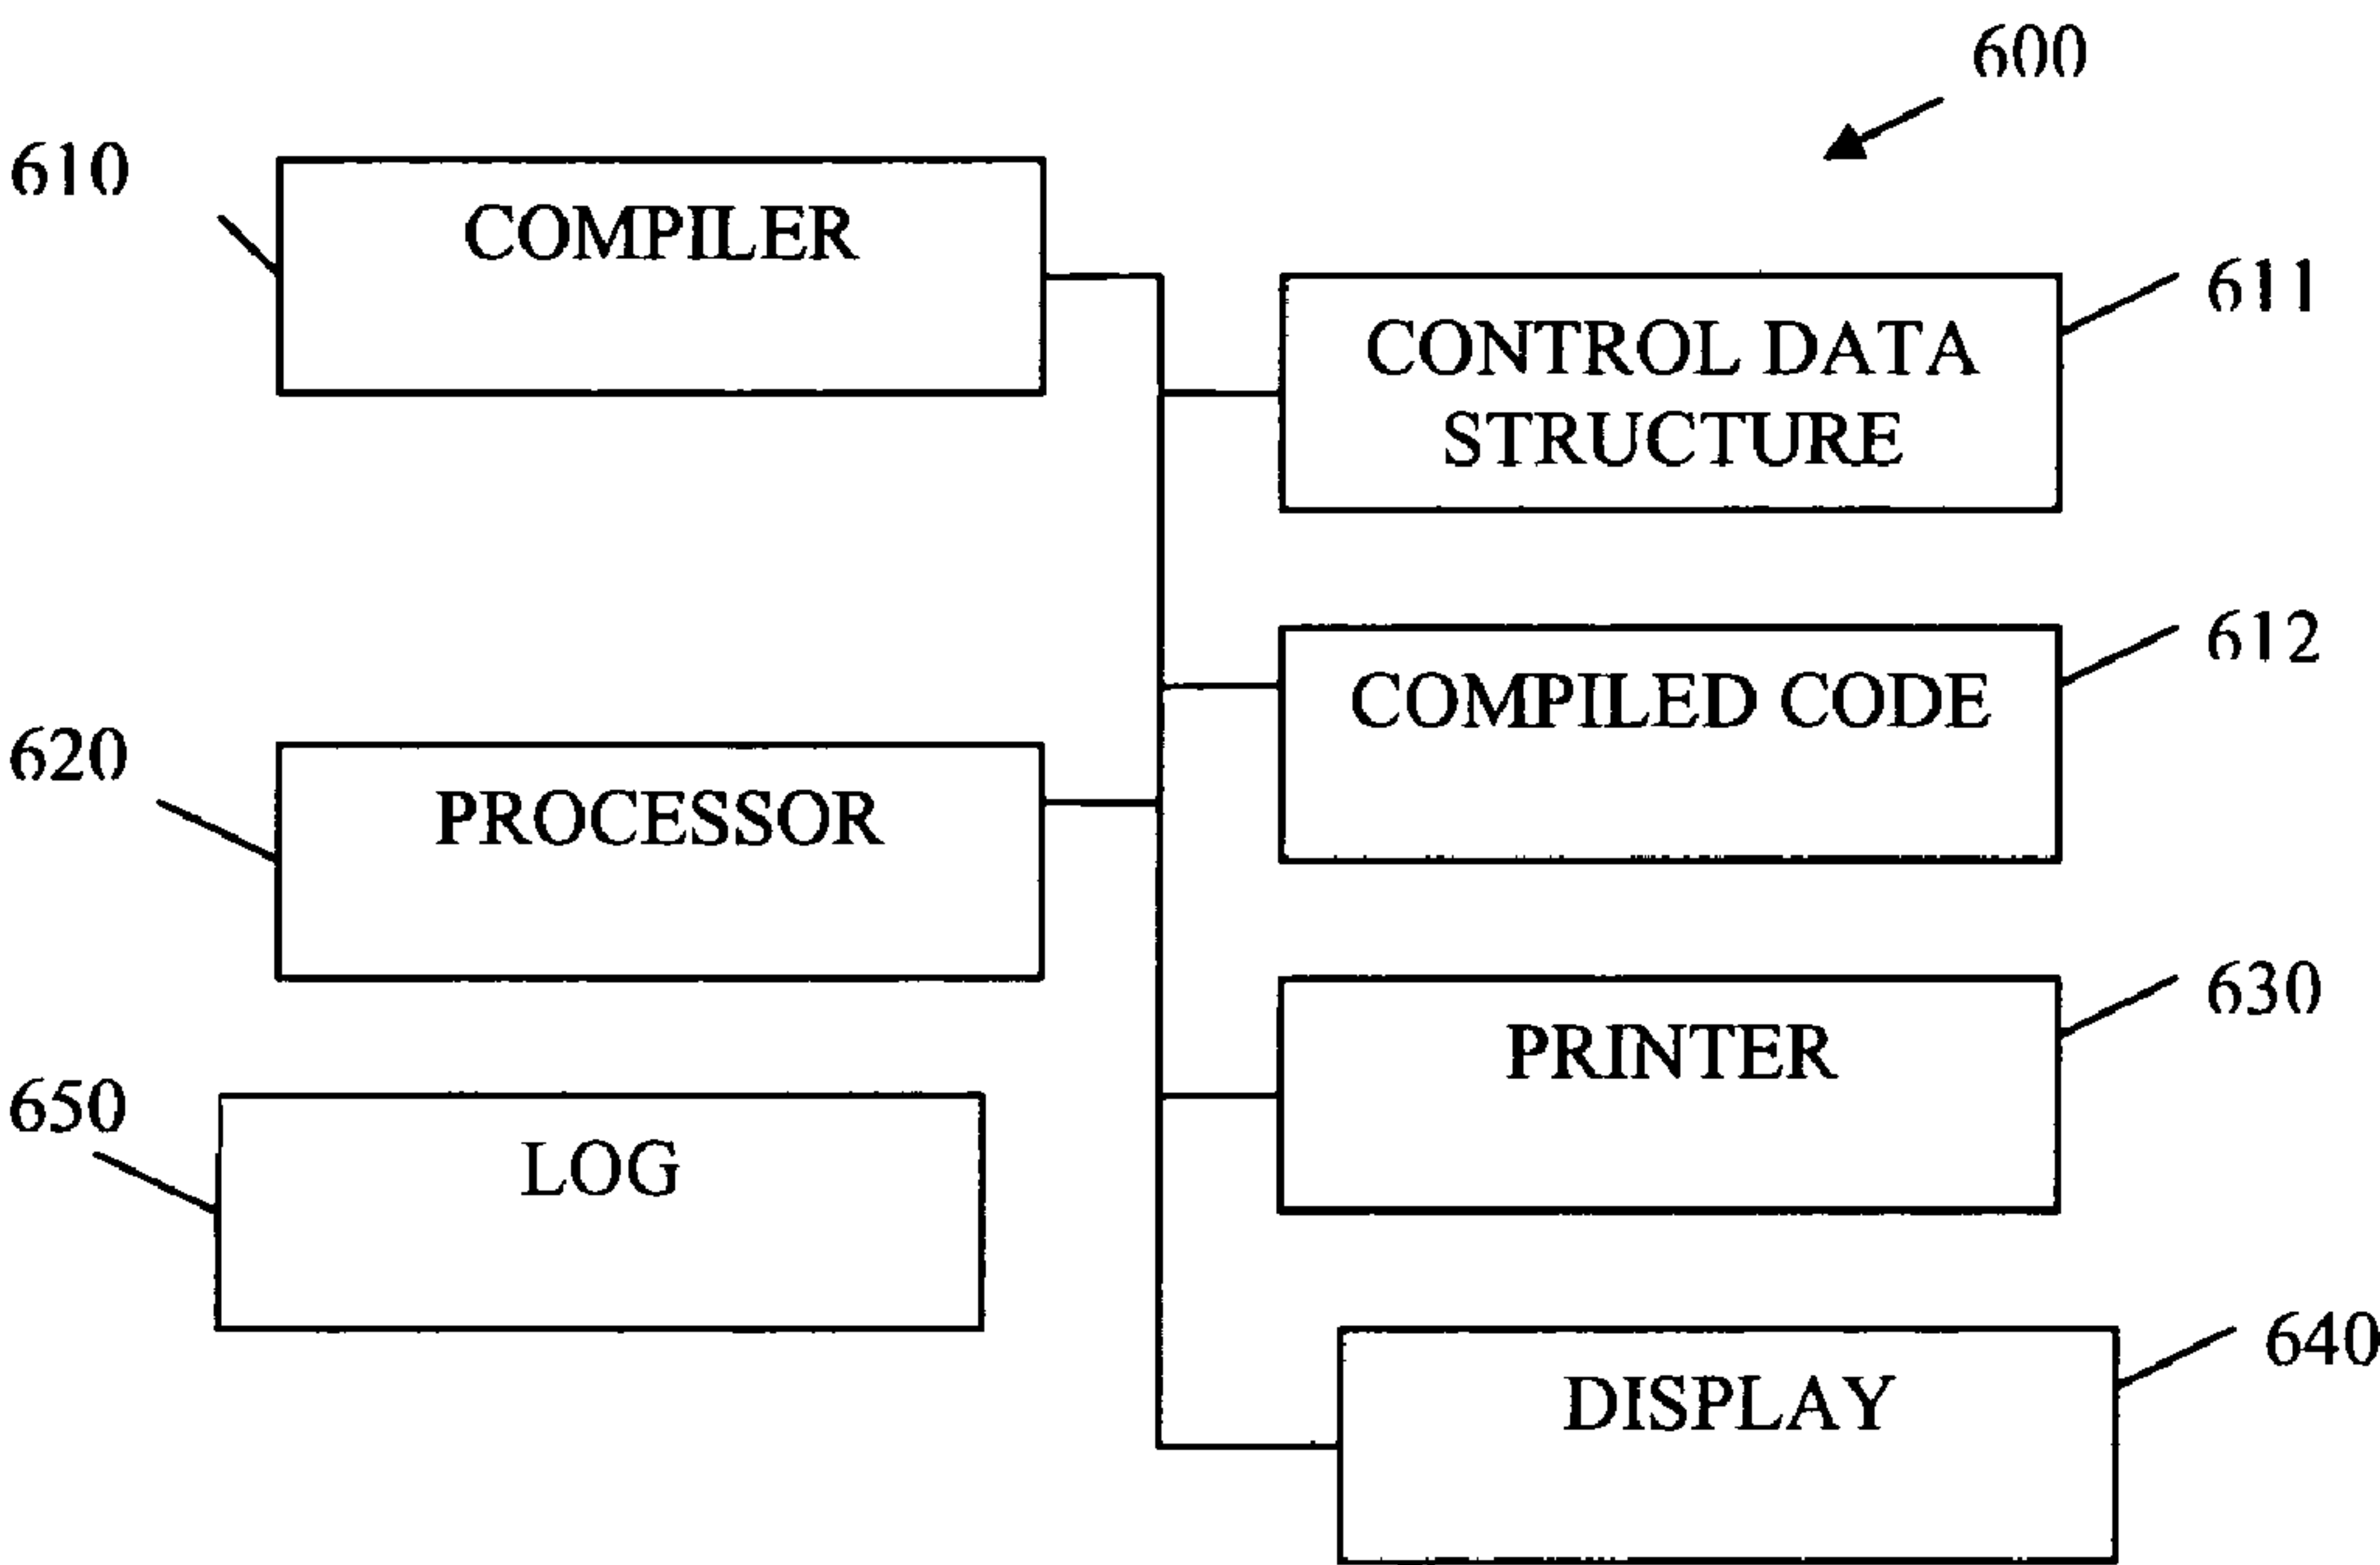 600
610
COMPILER
611
CONTROL DATA
STRUCTURE
612
COMPILED CODE
620
PROCESSOR
630
PRINTER
650
LOG
640
DISPLAY